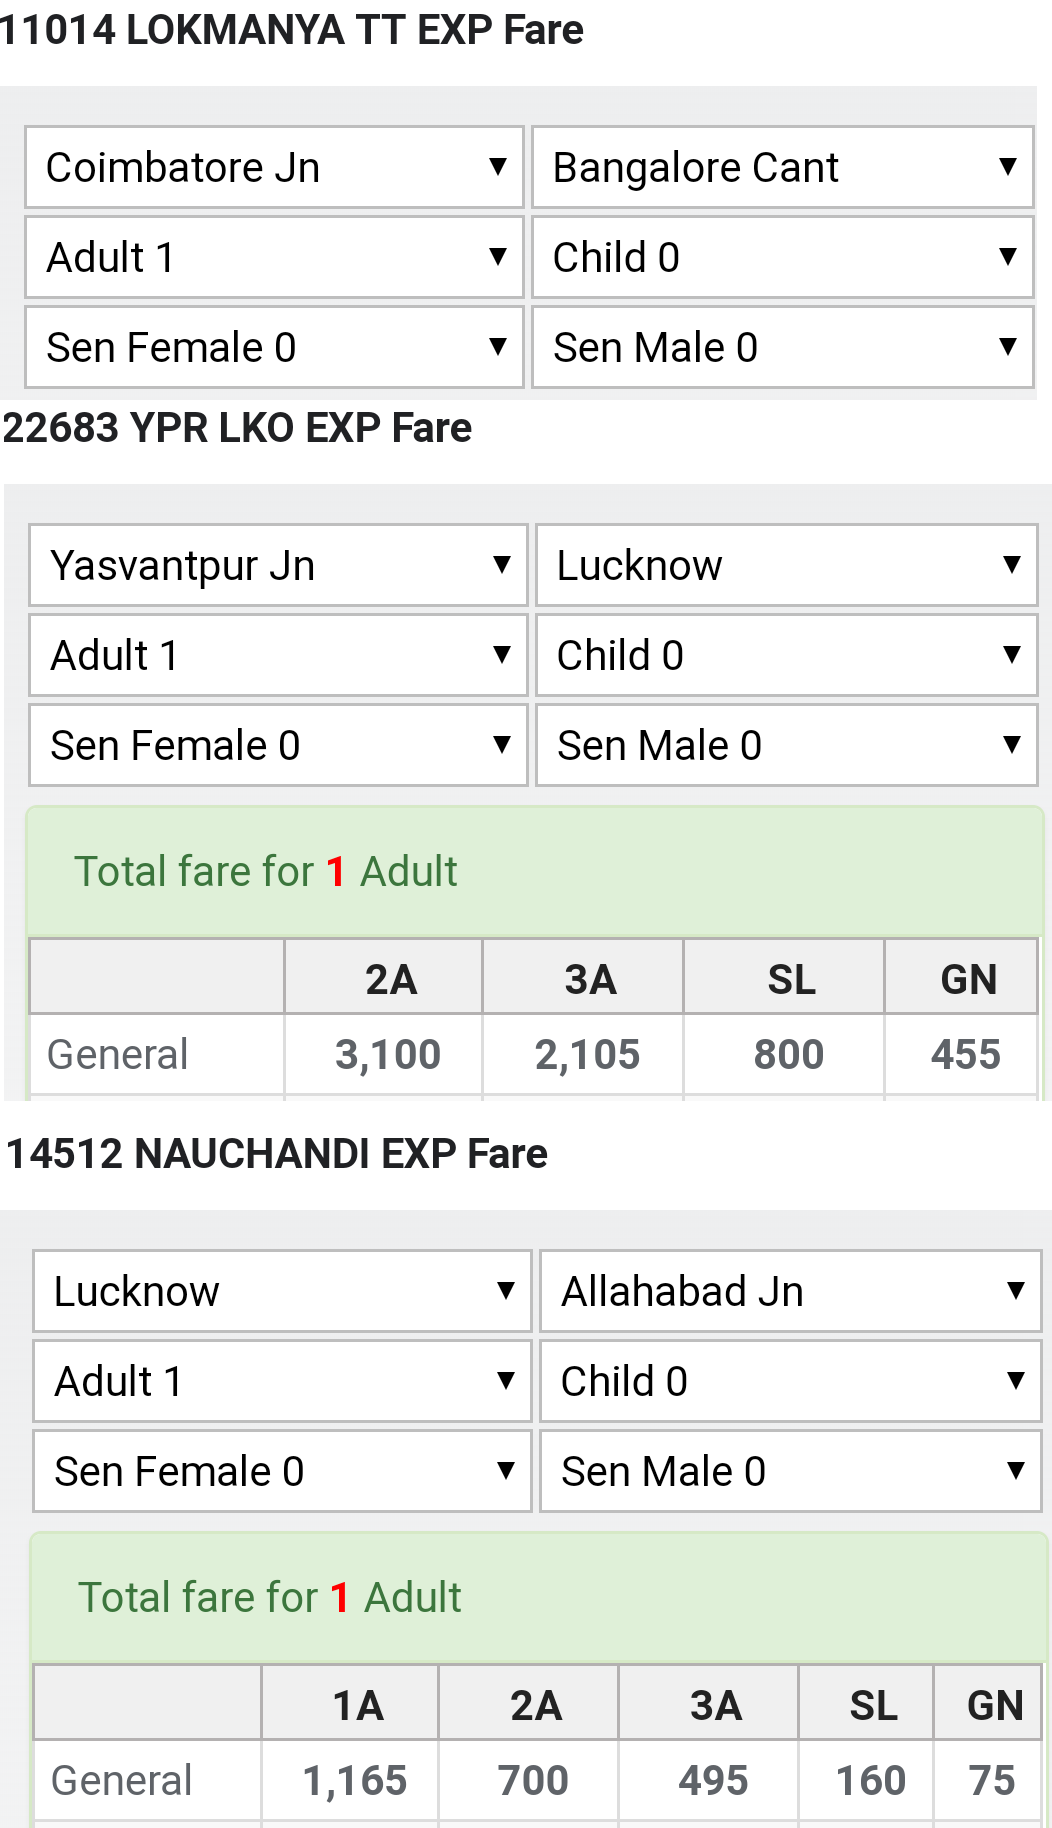 11014 LOKMANYA TT EXP Fare
Coimbatore Jn ▼ Bangalore Cant ▼
Adult 1 ▼ Child 0 ▼
Sen Female 0 ▼ Sen Male 0 ▼
22683 YPR LKO EXP Fare
Yasvantpur Jn ▼ Lucknow ▼
Adult 1 ▼ Child 0 ▼
Sen Female 0 ▼ Sen Male 0 ▼
Total fare for 1 Adult
2A 3A SL GN
General 3,100 2,105 800 455
14512 NAUCHANDI EXP Fare
Lucknow ▼ Allahabad Jn ▼
Adult 1 ▼ Child 0 ▼
Sen Female 0 ▼ Sen Male 0 ▼
Total fare for 1 Adult
1A 2A 3A SL GN
General 1,165 700 495 160 75